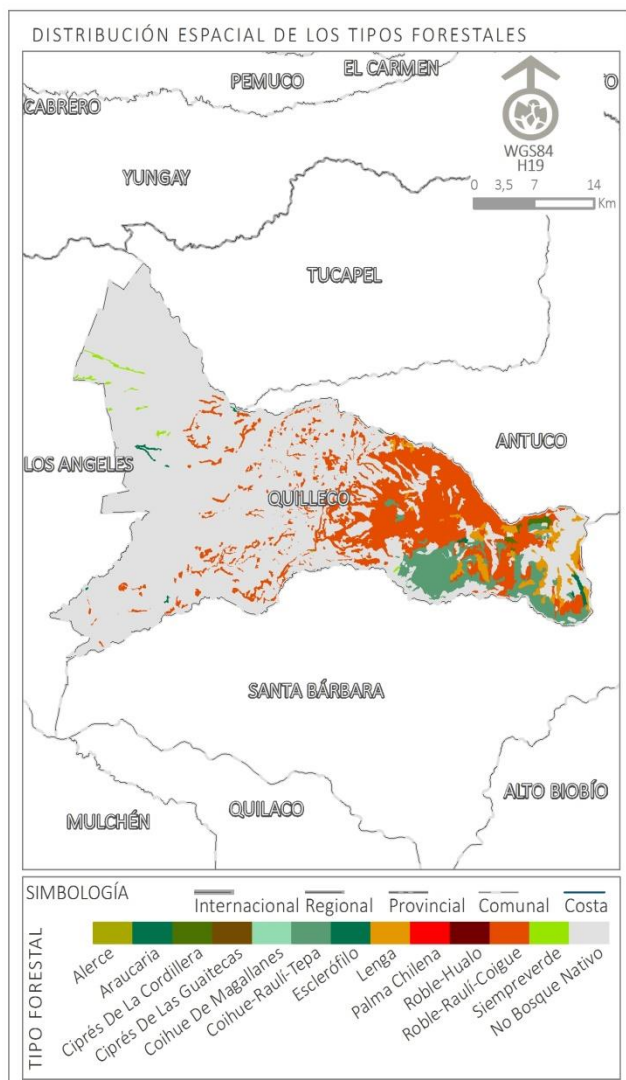 DISTRIBUCIÓN ESPACIAL DE LOS TIPOS FORESTALES
EL CARMEN
PEMUCO
CABRERO
WGS84
H19
YUNGAY
0 3,5 7 14
Km
TUCAPEL
ANTUCO
LOS ANGELES
QUILLECO
SANTA BÁRBARA
ALTO BIOBÍO
QUILACO
MULCHÉN
SIMBOLOGÍA
Internacional Regional Provincial Comunal Costa
TIPO FORESTAL
Alerce
Araucaria
Ciprés De La Cordillera
Ciprés De Las Guaitecas
Coihue De Magallanes
Coihue-Raulí-Tepa
Esclerófilo
Lenga
Palma Chilena
Roble-Hualo
Roble-Raulí-Coigue
Siempreverde
No Bosque Nativo